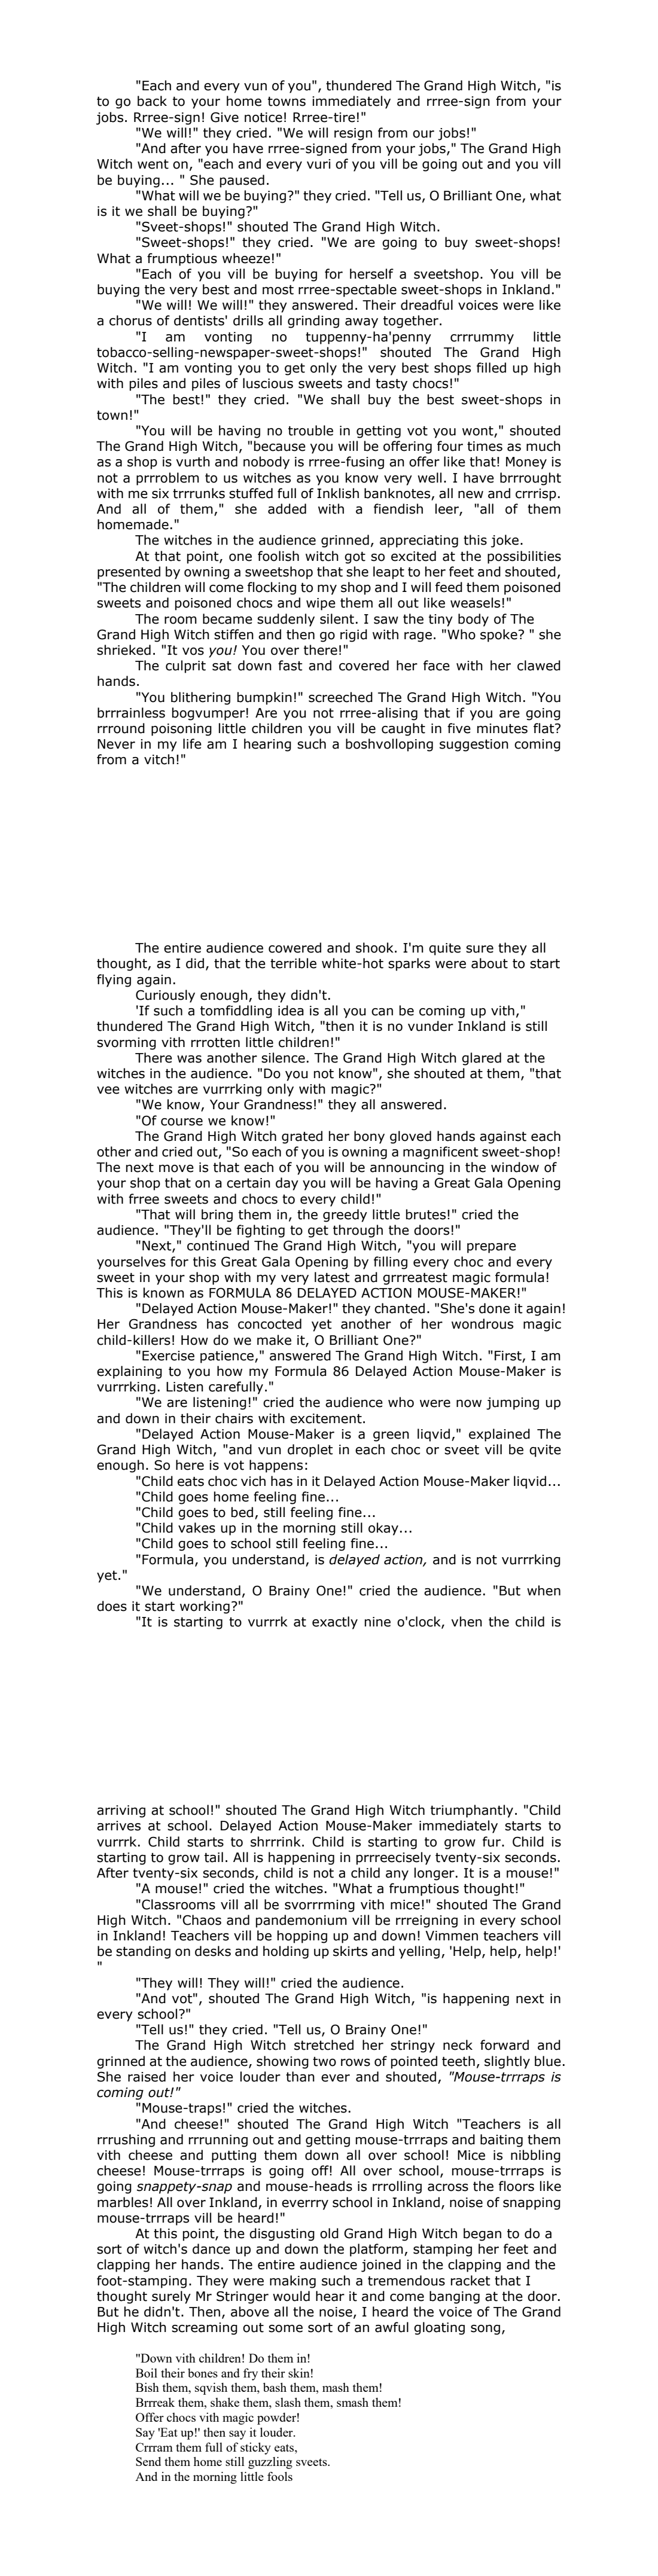 "Each and every vun of you", thundered The Grand High Witch, "is
to go back to your home towns immediately and rrree-sign from your
jobs. Rrree-sign! Give notice! Rrree-tire!"
"We will!" they cried. "We will resign from our jobs!"
"And after you have rrree-signed from your jobs," The Grand High
Witch went on, "each and every vuri of you vill be going out and you vill
be buying... " She paused.
"What will we be buying?" they cried. "Tell us, O Brilliant One, what
is it we shall be buying?"
"Sveet-shops!" shouted The Grand High Witch.
"Sweet-shops!" they cried. "We are going to buy sweet-shops!
What a frumptious wheeze!"
"Each of you vill be buying for herself a sveetshop. You vill be
buying the very best and most rrree-spectable sweet-shops in Inkland."
"We will! We will!" they answered. Their dreadful voices were like
a chorus of dentists' drills all grinding away together.
"I am vonting no tuppenny-ha'penny crrrummy little
tobacco-selling-newspaper-sweet-shops!" shouted The Grand High
Witch. "I am vonting you to get only the very best shops filled up high
with piles and piles of luscious sweets and tasty chocs!"
"The best!" they cried. "We shall buy the best sweet-shops in
town!"
"You will be having no trouble in getting vot you wont," shouted
The Grand High Witch, "because you will be offering four times as much
as a shop is vurth and nobody is rrree-fusing an offer like that! Money is
not a prrroblem to us witches as you know very well. I have brrrought
with me six trrrunks stuffed full of Inklish banknotes, all new and crrrisp.
And all of them," she added with a fiendish leer, "all of them
homemade."
The witches in the audience grinned, appreciating this joke.
At that point, one foolish witch got so excited at the possibilities
presented by owning a sweetshop that she leapt to her feet and shouted,
"The children will come flocking to my shop and I will feed them poisoned
sweets and poisoned chocs and wipe them all out like weasels!"
The room became suddenly silent. I saw the tiny body of The
Grand High Witch stiffen and then go rigid with rage. "Who spoke? " she
shrieked. "It vos you! You over there!"
The culprit sat down fast and covered her face with her clawed
hands.
"You blithering bumpkin!" screeched The Grand High Witch. "You
brrrainless bogvumper! Are you not rrree-alising that if you are going
rrround poisoning little children you vill be caught in five minutes flat?
Never in my life am I hearing such a boshvolloping suggestion coming
from a vitch!"
The entire audience cowered and shook. I'm quite sure they all
thought, as I did, that the terrible white-hot sparks were about to start
flying again.
Curiously enough, they didn't.
'If such a tomfiddling idea is all you can be coming up vith,"
thundered The Grand High Witch, "then it is no vunder Inkland is still
svorming vith rrrotten little children!"
There was another silence. The Grand High Witch glared at the
witches in the audience. "Do you not know", she shouted at them, "that
vee witches are vurrrking only with magic?"
"We know, Your Grandness!" they all answered.
"Of course we know!"
The Grand High Witch grated her bony gloved hands against each
other and cried out, "So each of you is owning a magnificent sweet-shop!
The next move is that each of you will be announcing in the window of
your shop that on a certain day you will be having a Great Gala Opening
with frree sweets and chocs to every child!"
"That will bring them in, the greedy little brutes!" cried the
audience. "They'll be fighting to get through the doors!"
"Next," continued The Grand High Witch, "you will prepare
yourselves for this Great Gala Opening by filling every choc and every
sweet in your shop with my very latest and grrreatest magic formula!
This is known as FORMULA 86 DELAYED ACTION MOUSE-MAKER!"
"Delayed Action Mouse-Maker!" they chanted. "She's done it again!
Her Grandness has concocted yet another of her wondrous magic
child-killers! How do we make it, O Brilliant One?"
"Exercise patience," answered The Grand High Witch. "First, I am
explaining to you how my Formula 86 Delayed Action Mouse-Maker is
vurrrking. Listen carefully."
"We are listening!" cried the audience who were now jumping up
and down in their chairs with excitement.
"Delayed Action Mouse-Maker is a green liqvid," explained The
Grand High Witch, "and vun droplet in each choc or sveet vill be qvite
enough. So here is vot happens:
"Child eats choc vich has in it Delayed Action Mouse-Maker liqvid...
"Child goes home feeling fine...
"Child goes to bed, still feeling fine...
"Child vakes up in the morning still okay...
"Child goes to school still feeling fine...
"Formula, you understand, is delayed action, and is not vurrrking
yet."
"We understand, O Brainy One!" cried the audience. "But when
does it start working?"
"It is starting to vurrrk at exactly nine o'clock, vhen the child is
arriving at school!" shouted The Grand High Witch triumphantly. "Child
arrives at school. Delayed Action Mouse-Maker immediately starts to
vurrrk. Child starts to shrrrink. Child is starting to grow fur. Child is
starting to grow tail. All is happening in prrreecisely tventy-six seconds.
After tventy-six seconds, child is not a child any longer. It is a mouse!"
"A mouse!" cried the witches. "What a frumptious thought!"
"Classrooms vill all be svorrrming vith mice!" shouted The Grand
High Witch. "Chaos and pandemonium vill be rrreigning in every school
in Inkland! Teachers vill be hopping up and down! Vimmen teachers vill
be standing on desks and holding up skirts and yelling, 'Help, help, help!'
"
"They will! They will!" cried the audience.
"And vot", shouted The Grand High Witch, "is happening next in
every school?"
"Tell us!" they cried. "Tell us, O Brainy One!"
The Grand High Witch stretched her stringy neck forward and
grinned at the audience, showing two rows of pointed teeth, slightly blue.
She raised her voice louder than ever and shouted, "Mouse-trrraps is
coming out!"
"Mouse-traps!" cried the witches.
"And cheese!" shouted The Grand High Witch "Teachers is all
rrrushing and rrrunning out and getting mouse-trrraps and baiting them
vith cheese and putting them down all over school! Mice is nibbling
cheese! Mouse-trrraps is going off! All over school, mouse-trrraps is
going snappety-snap and mouse-heads is rrrolling across the floors like
marbles! All over Inkland, in everrry school in Inkland, noise of snapping
mouse-trrraps vill be heard!"
At this point, the disgusting old Grand High Witch began to do a
sort of witch's dance up and down the platform, stamping her feet and
clapping her hands. The entire audience joined in the clapping and the
foot-stamping. They were making such a tremendous racket that I
thought surely Mr Stringer would hear it and come banging at the door.
But he didn't. Then, above all the noise, I heard the voice of The Grand
High Witch screaming out some sort of an awful gloating song,
"Down vith children! Do them in!
Boil their bones and fry their skin!
Bish them, sqvish them, bash them, mash them!
Brrreak them, shake them, slash them, smash them!
Offer chocs vith magic powder!
Say 'Eat up!' then say it louder.
Crrram them full of sticky eats,
Send them home still guzzling sveets.
And in the morning little fools